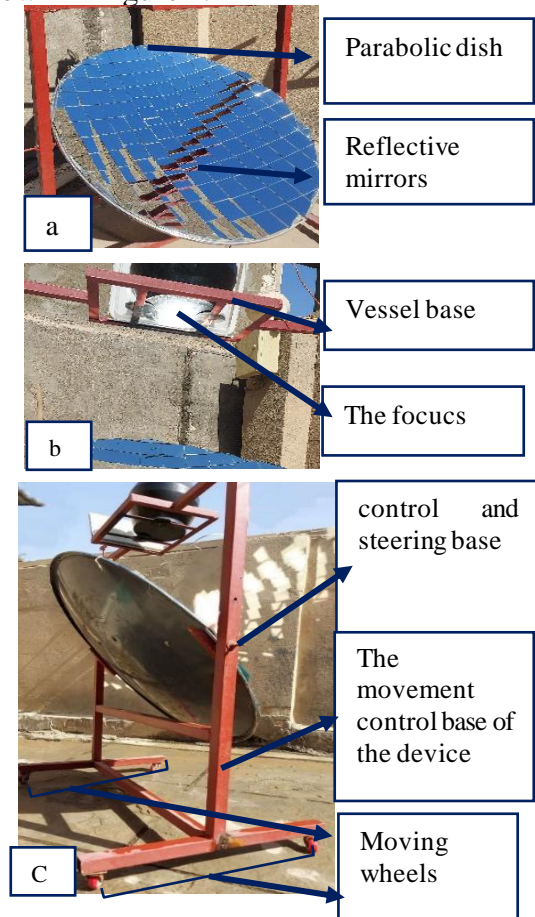 Parabolic dish
Reflective
mirrors
a
Vessel base
The focucs
b
control and
steering base
The
movement
control base of
the device
Moving
wheels
C